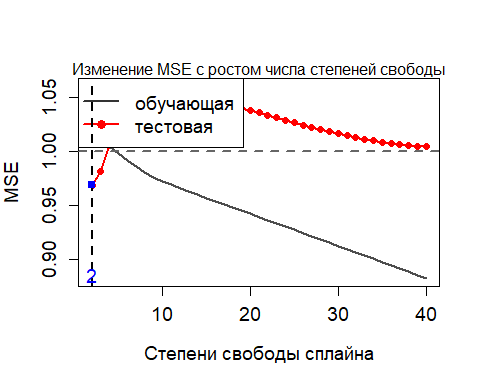 Изменение MSE с ростом числа степеней свободы
обучающая
тестовая
MSE
1.05
1.00
0.95
0.90
2
10
20
30
40
Степени свободы сплайна